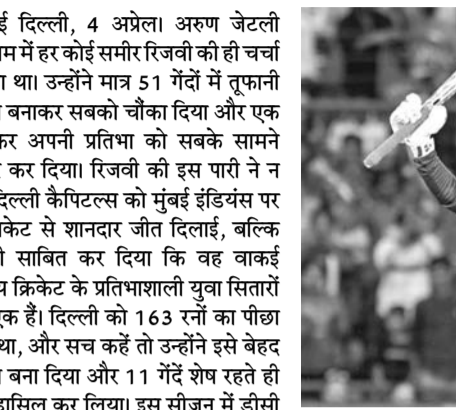 ई दिल्ली, 4 अप्रेल। अरुण जेटली
में हर कोई समीर रिजवी की ही चर्चा
था। उन्होंने मात्र 51 गेंदों में तूफानी
बनाकर सबको चौंका दिया और एक
कर अपनी प्रतिभा को सबके सामने
कर दिया। रिजवी की इस पारी ने न
दिल्ली कैपिटल्स को मुंबई इंडियंस पर
केट से शानदार जीत दिलाई, बल्कि
साबित कर दिया कि वह वाकई
क्रिकेट के प्रतिभाशाली युवा सितारों
एक हैं। दिल्ली को 163 रनों का पीछा
था, और सच कहें तो उन्होंने इसे बेहद
बना दिया और 11 गेंदें शेष रहते ही
हासिल कर लिया। इस सीजन में डीसी